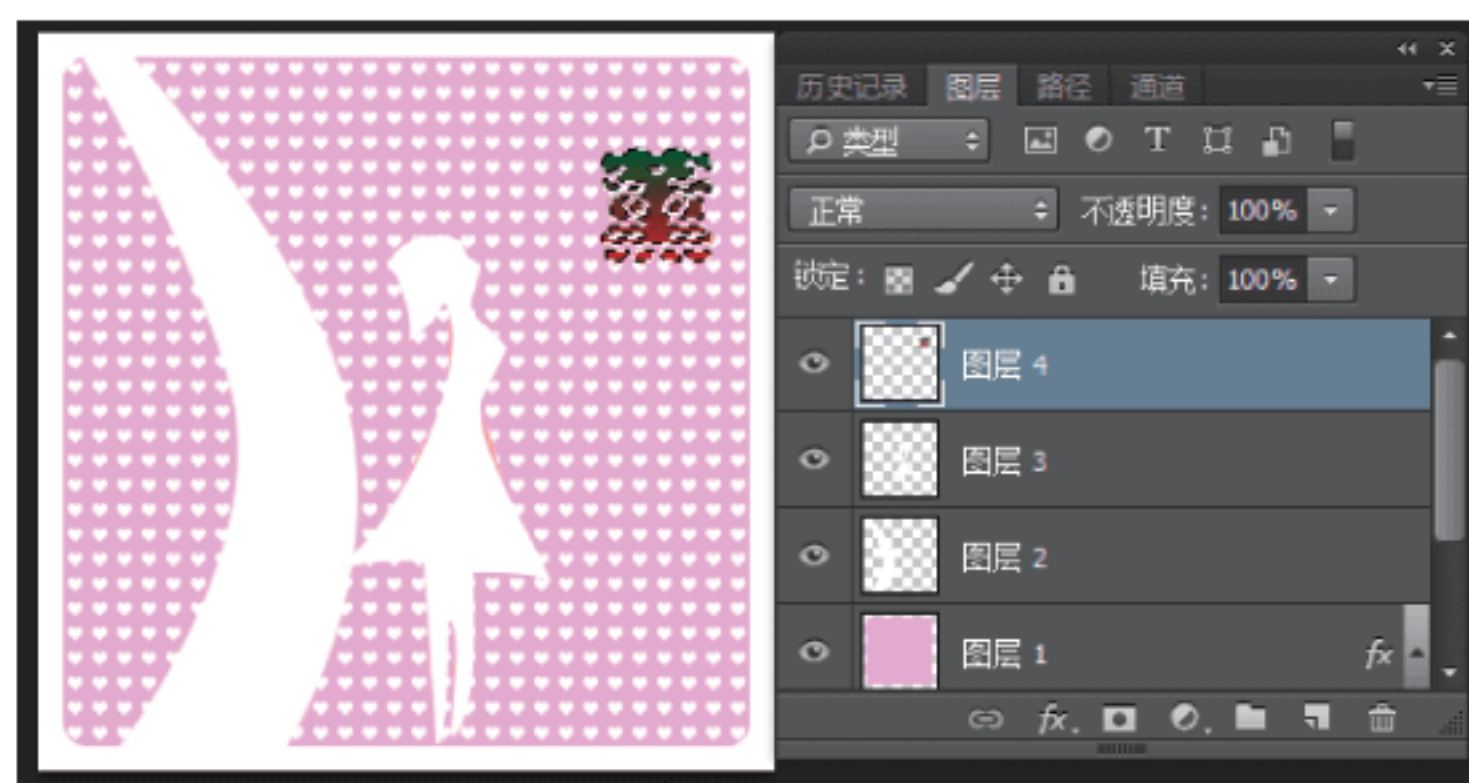 历史记录 图层 路径 通道
类型 T
正常 不透明度: 100%
锁定: 填充: 100%
图层 4
图层 3
图层 2
图层 1 fx
fx